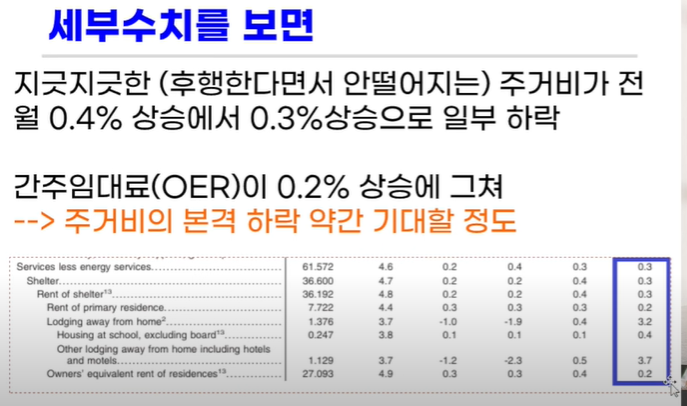 세부수치를 보면
지긋지긋한 (후행한다면서 안떨어지는) 주거비가 전
월 0.4% 상승에서 0.3%상승으로 일부 하락
간주임대료(OER)이 0.2% 상승에 그쳐
--> 주거비의 본격 하락 약간 기대할 정도
Services less energy services 61.572 4.6 0.2 0.4 0.3 0.3
Shelter 36.600 4.7 0.2 0.2 0.4 0.3
Rent of shelter13 36.192 4.8 0.2 0.2 0.4 0.3
Rent of primary residence 7.722 4.4 0.3 0.3 0.3 0.2
Lodging away from home2 1.376 3.7 -1.0 -1.9 0.4 3.2
Housing at school, excluding board13 0.247 3.8 0.1 0.1 0.1 0.4
Other lodging away from home including hotels
and motels 1.129 3.7 -1.2 -2.3 0.5 3.7
Owners' equivalent rent of residences13 27.093 4.9 0.3 0.3 0.4 0.2